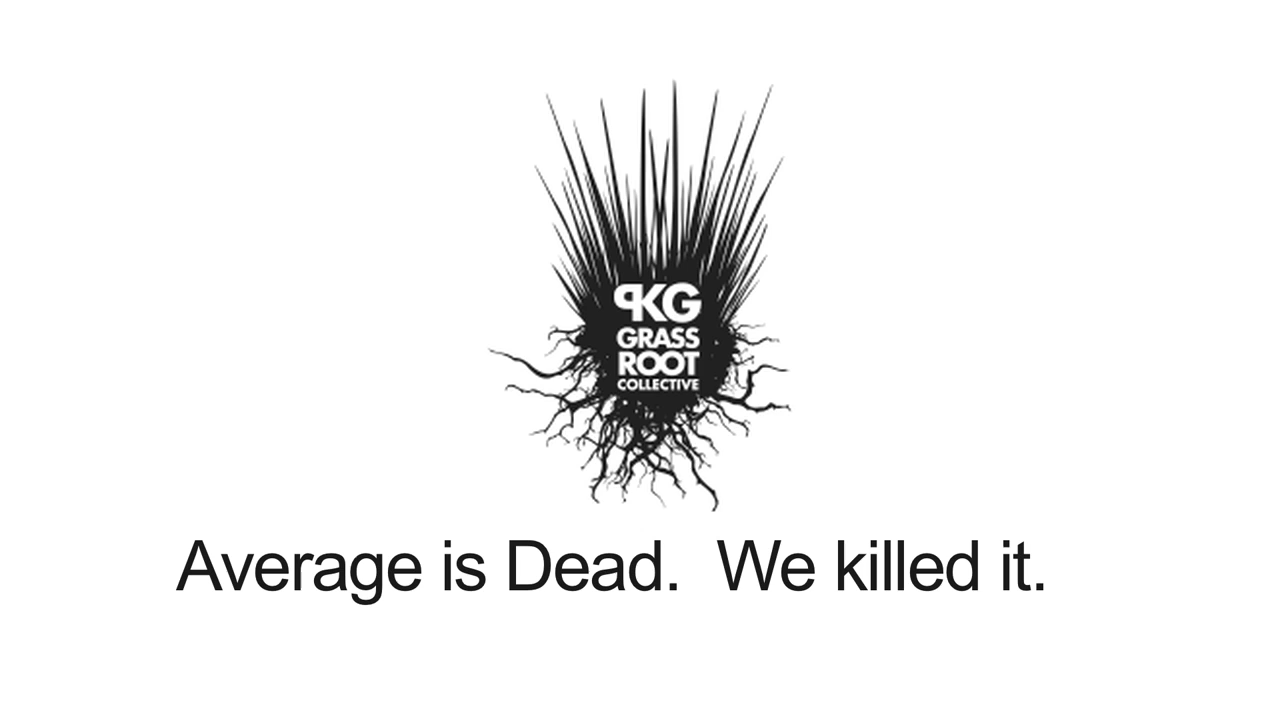 PKG
GRASS
ROOT
COLLECTIVE
Average is Dead.  We killed it.